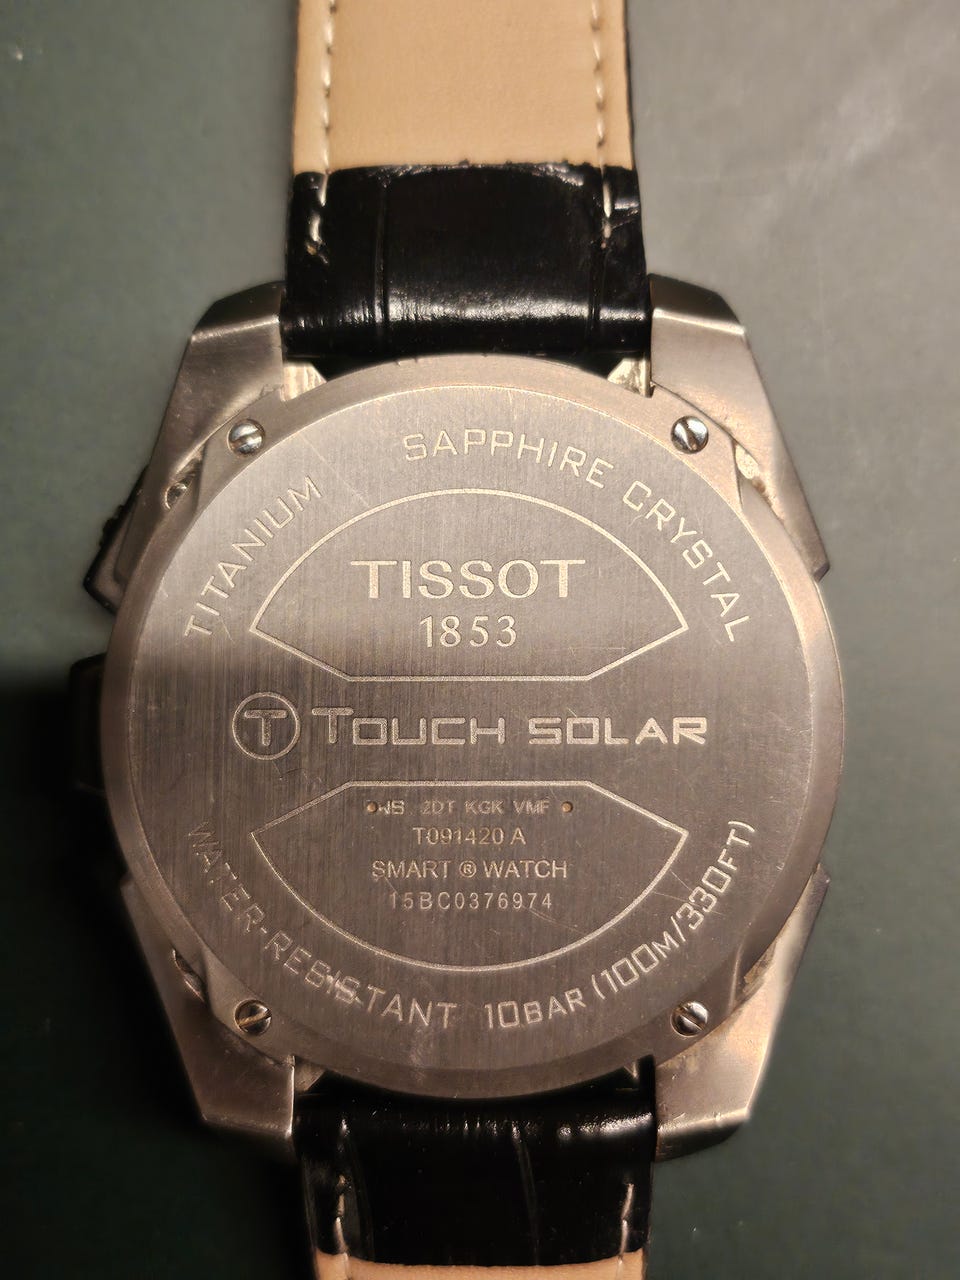 TITANIUM SAPPHIRE CRYSTAL
TISSOT
1853
T TOUCH SOLAR
2DT KGK VMF
T091420 A
SMART ® WATCH
15BC0376974
WATER-RESISTANT 10BAR (100M/330FT)